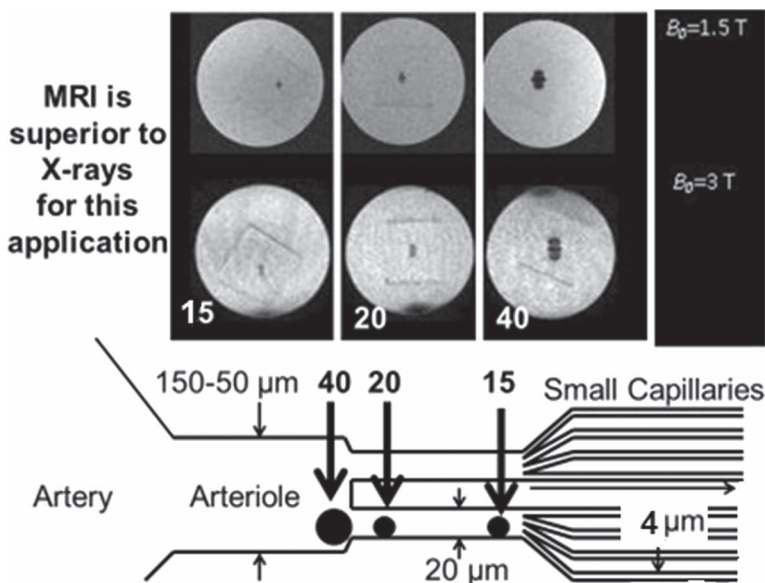 MRI is
superior to
X-rays
for this
application
B₀=1.5 T
B₀=3 T
15
20
40
150-50 µm
40
20
15
Small Capillaries
Artery
Arteriole
4 µm
20 µm